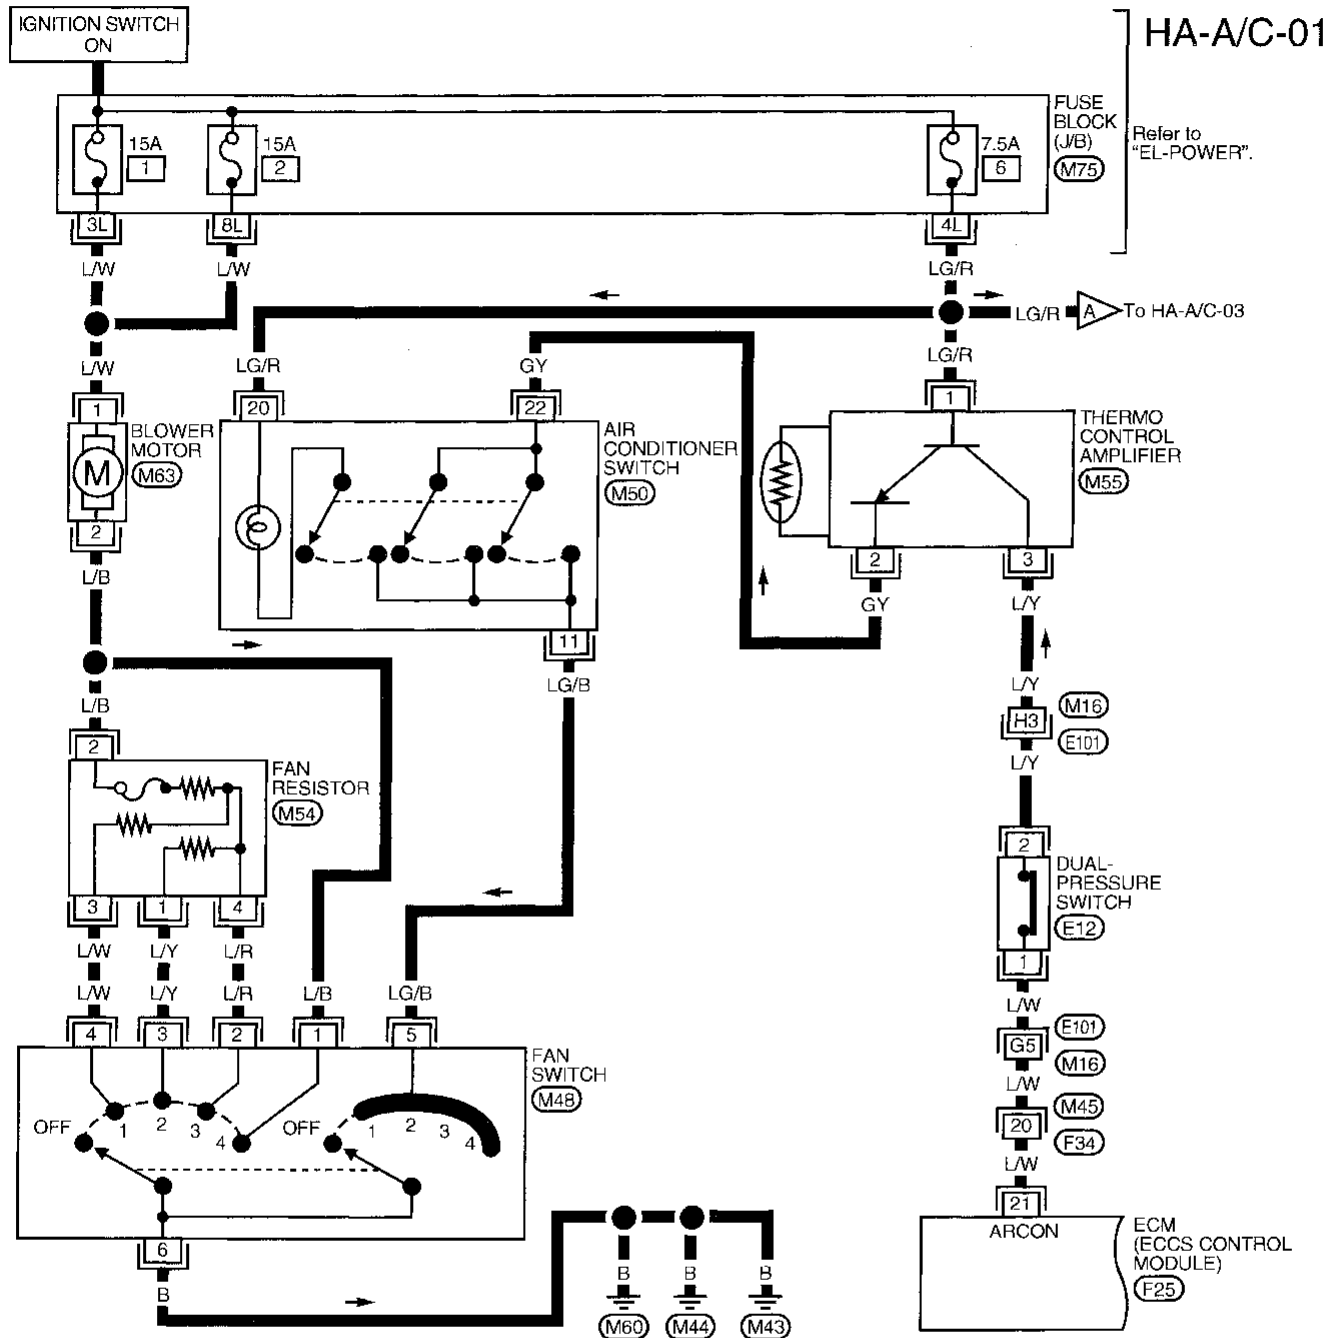 HA-A/C-01
IGNITION SWITCH
ON
FUSE
BLOCK
(J/B)
M75
Refer to
"EL-POWER".
15A
1
15A
2
7.5A
6
3L
8L
4L
L/W
L/W
LG/R
LG/R
A
To HA-A/C-03
L/W
LG/R
GY
LG/R
1
20
22
1
BLOWER
MOTOR
M63
M
AIR
CONDITIONER
SWITCH
M50
THERMO
CONTROL
AMPLIFIER
M55
2
2
3
L/B
GY
L/Y
11
LG/B
L/Y
L/B
H3
M16
E101
L/Y
2
FAN
RESISTOR
M54
2
DUAL-
PRESSURE
SWITCH
E12
3
1
4
1
L/W
L/Y
L/R
L/W
L/Y
L/R
L/B
LG/B
L/W
4
3
2
1
5
G5
E101
M16
L/W
FAN
SWITCH
M48
20
M45
F34
L/W
OFF
1
2
3
4
OFF
1
2
3
4
21
ARCON
ECM
(ECCS CONTROL
MODULE)
F25
6
B
B
B
B
M60
M44
M43